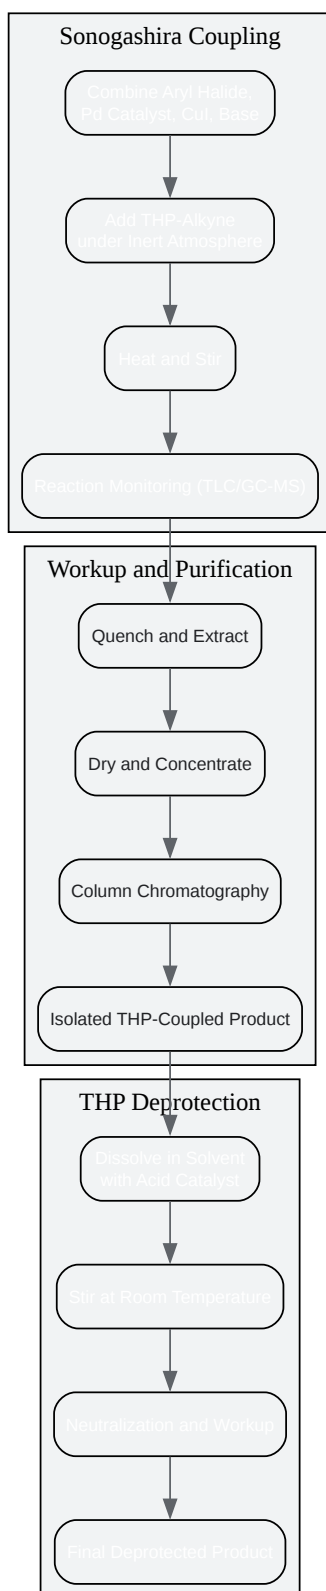 Sonogashira Coupling
Combine Aryl Halide,
Pd Catalyst, CuI, Base
Add THP-Alkyne
under Inert Atmosphere
Heat and Stir
Reaction Monitoring (TLC/GC-MS)
Workup and Purification
Quench and Extract
Dry and Concentrate
Column Chromatography
Isolated THP-Coupled Product
THP Deprotection
Dissolve in Solvent
with Acid Catalyst
Stir at Room Temperature
Neutralization and Workup
Final Deprotected Product